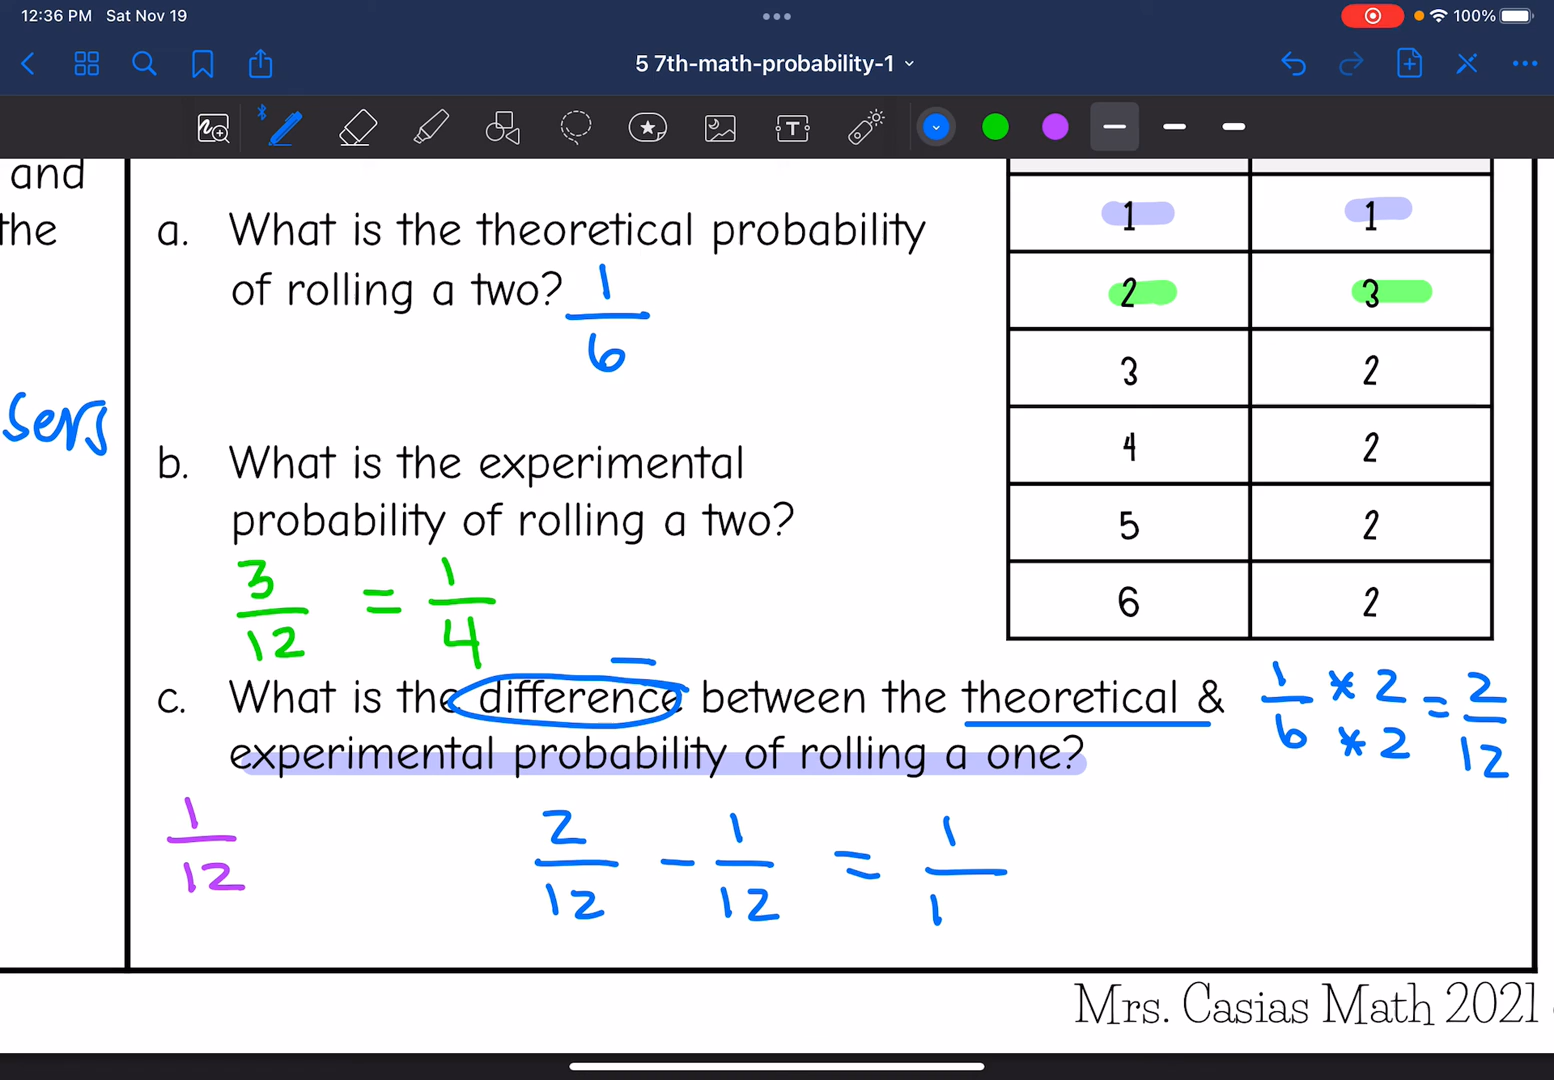 12:36 PM Sat Nov 19
100%
5 7th-math-probability-1
T
and
the
sers
a. What is the theoretical probability
of rolling a two? 1/6
b. What is the experimental
probability of rolling a two?
3/12 = 1/4
c. What is the difference between the theoretical &
experimental probability of rolling a one?
1/6 * 2 * 2 = 2/12
1/12
2/12 - 1/12 = 1/1
1 1
2 3
3 2
4 2
5 2
6 2
Mrs. Casias Math 2021